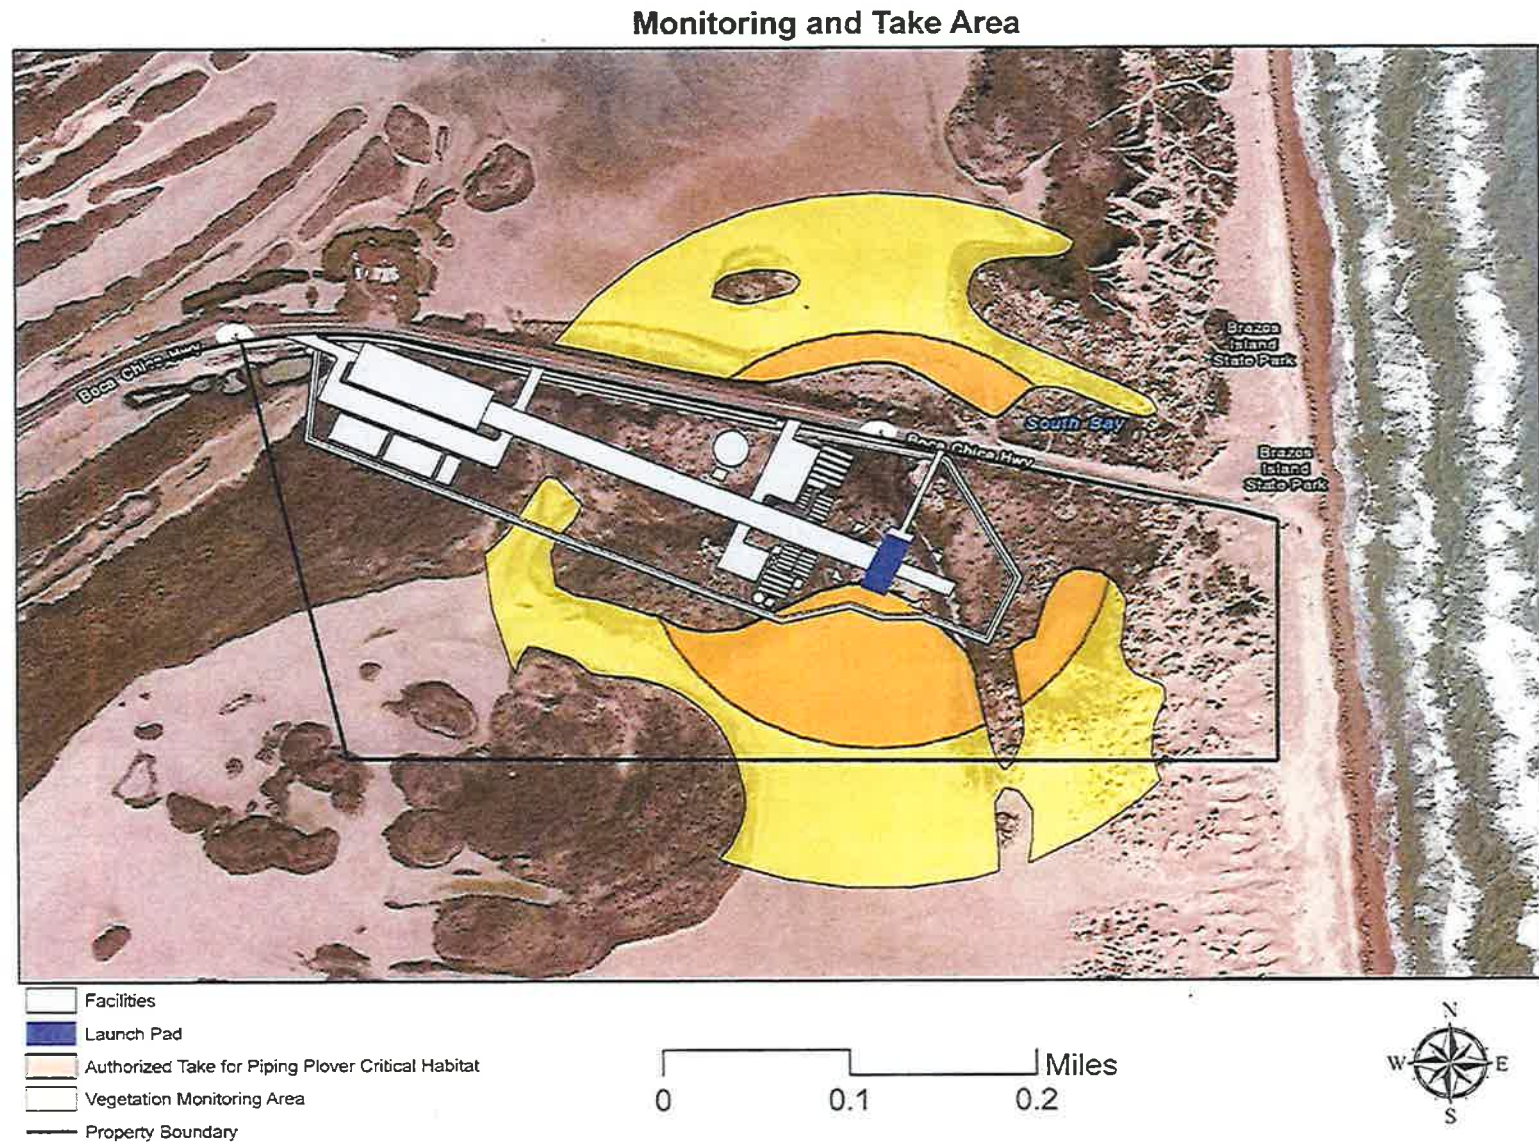 Monitoring and Take Area
Boca Chica Hwy
Brazos
Island
State Park
South Bay
Boca Chica Hwy
Brazos
Island
State Park
Facilities
Launch Pad
Authorized Take for Piping Plover Critical Habitat
Vegetation Monitoring Area
Property Boundary
Miles
0
0.1
0.2
N
W
E
S